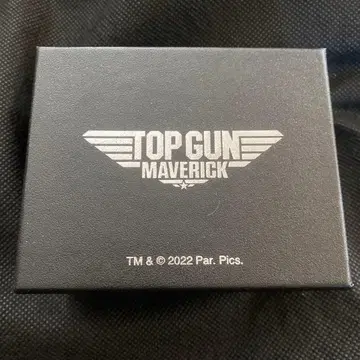 TOP GUN
MAVERICK
TM & © 2022 Par. Pics.